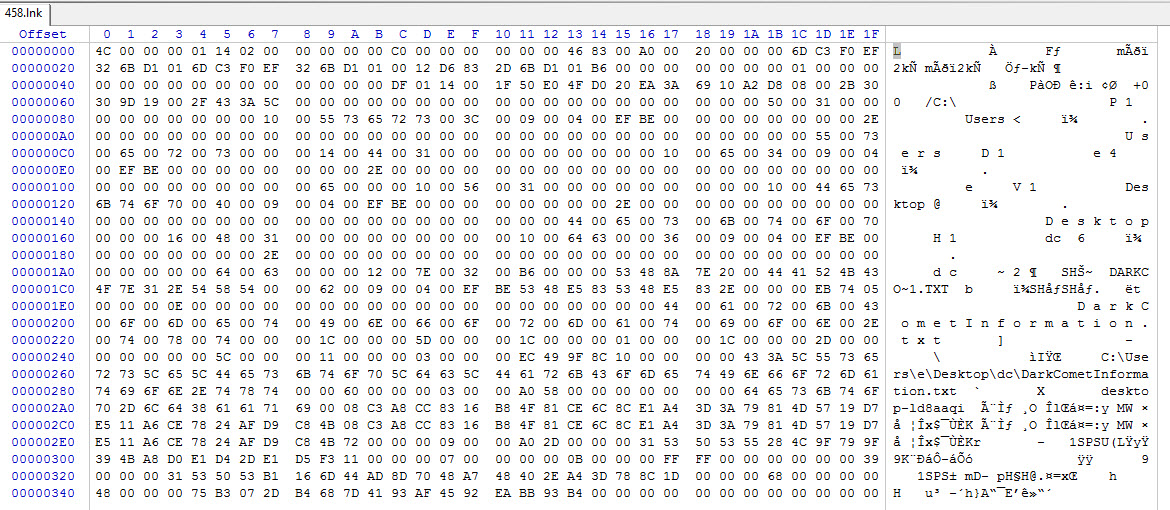 458.lnk
Offset 0 1 2 3 4 5 6 7 8 9 A B C D E F 10 11 12 13 14 15 16 17 18 19 1A 1B 1C 1D 1E 1F
00000000 4C 00 00 00 01 14 02 00 00 00 00 00 C0 00 00 00 00 00 00 46 83 00 A0 00 20 00 00 00 6D C3 F0 EF L À Fƒ mÃðï
00000020 32 6B D1 01 6D C3 F0 EF 32 6B D1 01 00 12 D6 83 2D 6B D1 01 B6 00 00 00 00 00 00 00 00 00 00 00 2kÑ mÃðï2kÑ Öƒ-kÑ ¶
00000040 00 00 00 00 00 00 00 00 00 00 00 00 DF 01 14 00 1F 50 E0 4F D0 20 EA 3A 69 10 A2 D8 08 00 2B 30 ß PàOÐ ê:i ¢Ø +0
00000060 30 9D 19 00 2F 43 3A 5C 00 00 00 00 00 00 00 00 00 00 00 00 00 00 00 00 00 00 00 50 00 31 00 00 0 /C:\ P 1
00000080 00 00 00 00 00 00 10 00 55 73 65 72 73 00 3C 00 09 00 04 00 EF BE 00 00 00 00 00 00 00 00 00 2E Users < ï¾ .
000000A0 00 00 00 00 00 00 00 00 00 00 00 00 00 00 00 00 00 00 00 00 00 00 00 00 00 00 00 00 00 55 00 73 U s
000000C0 00 65 00 72 00 73 00 00 00 14 00 44 00 31 00 00 00 00 00 00 00 00 00 10 00 65 00 34 00 09 00 04 e r s D 1 e 4
000000E0 00 EF BE 00 00 00 00 00 00 00 00 2E 00 00 00 00 00 00 00 00 00 00 00 00 00 00 00 00 00 00 00 00 ï¾ .
00000100 00 00 00 00 00 00 00 00 00 65 00 00 00 10 00 56 00 31 00 00 00 00 00 00 00 00 00 10 00 44 65 73 e V 1 Des
00000120 6B 74 6F 70 00 40 00 09 00 04 00 EF BE 00 00 00 00 00 00 00 00 2E 00 00 00 00 00 00 00 00 00 00 ktop @ ï¾ .
00000140 00 00 00 00 00 00 00 00 00 00 00 00 00 00 00 00 00 00 00 44 00 65 00 73 00 6B 00 74 00 6F 00 70 D e s k t o p
00000160 00 00 00 16 00 48 00 31 00 00 00 00 00 00 00 00 00 10 00 64 63 00 36 00 09 00 04 00 EF BE 00 00 H 1 dc 6 ï¾
00000180 00 00 00 00 00 00 00 2E 00 00 00 00 00 00 00 00 00 00 00 00 00 00 00 00 00 00 00 00 00 00 00 00 .
000001A0 00 00 00 00 00 64 00 63 00 00 00 12 00 7E 00 32 00 B6 00 00 00 53 48 8A 7E 20 00 44 41 52 4B 43 d c ~ 2 ¶ SHŠ~ DARKC
000001C0 4F 7E 31 2E 54 58 54 00 00 62 00 09 00 04 00 EF BE 53 48 E5 83 53 48 E5 83 2E 00 00 00 EB 74 05 O~1.TXT b ï¾SHåƒSHåƒ. ët
000001E0 00 00 00 0E 00 00 00 00 00 00 00 00 00 00 00 00 00 00 00 00 00 00 00 44 00 61 00 72 00 6B 00 43 D a r k C
00000200 00 6F 00 6D 00 65 00 74 00 49 00 6E 00 66 00 6F 00 72 00 6D 00 61 00 74 00 69 00 6F 00 6E 00 2E o m e t I n f o r m a t i o n .
00000220 00 74 00 78 00 74 00 00 00 1C 00 00 00 5D 00 00 00 1C 00 00 00 01 00 00 00 1C 00 00 00 2D 00 00 t x t ] -
00000240 00 00 00 00 00 5C 00 00 00 11 00 00 00 03 00 00 00 EC 49 9F 8C 10 00 00 00 00 43 3A 5C 55 73 65 \ ìIŸŒ C:\Use
00000260 72 73 5C 65 5C 44 65 73 6B 74 6F 70 5C 64 63 5C 44 61 72 6B 43 6F 6D 65 74 49 6E 66 6F 72 6D 61 rs\e\Desktop\dc\DarkCometInforma
00000280 74 69 6F 6E 2E 74 78 74 00 00 60 00 00 00 03 00 00 A0 58 00 00 00 00 00 00 00 64 65 73 6B 74 6F tion.txt ` X deskto
000002A0 70 2D 6C 64 38 61 61 71 69 00 08 C3 A8 CC 83 16 B8 4F 81 CE 6C 8C E1 A4 3D 3A 79 81 4D 57 19 D7 p-ld8aaqi Ã¨Ìƒ ¸O ÎlŒá¤=:y MW ×
000002C0 E5 11 A6 CE 78 24 AF D9 C8 4B 08 C3 A8 CC 83 16 B8 4F 81 CE 6C 8C E1 A4 3D 3A 79 81 4D 57 19 D7 å ¦Îx$¯ÙÈK Ã¨Ìƒ ¸O ÎlŒá¤=:y MW ×
000002E0 E5 11 A6 CE 78 24 AF D9 C8 4B 72 00 00 00 09 00 00 A0 2D 00 00 00 31 53 50 53 55 28 4C 9F 79 9F å ¦Îx$¯ÙÈKr - 1SPSU(LŸyŸ
00000300 39 4B A8 D0 E1 D4 2D E1 D5 F3 11 00 00 00 07 00 00 00 00 0B 00 00 00 FF FF 00 00 00 00 00 00 39 9K¨ÐáÔ-áÕó ÿÿ 9
00000320 00 00 00 31 53 50 53 B1 16 6D 44 AD 8D 70 48 A7 48 40 2E A4 3D 78 8C 1D 00 00 00 68 00 00 00 00 1SPS± mD- pH§H@.¤=xŒ h
00000340 48 00 00 00 75 B3 07 2D B4 68 7D 41 93 AF 45 92 EA BB 93 B4 00 00 00 00 00 00 00 00 00 00 00 00 H u³ -´h}A“¯E’ê»“´